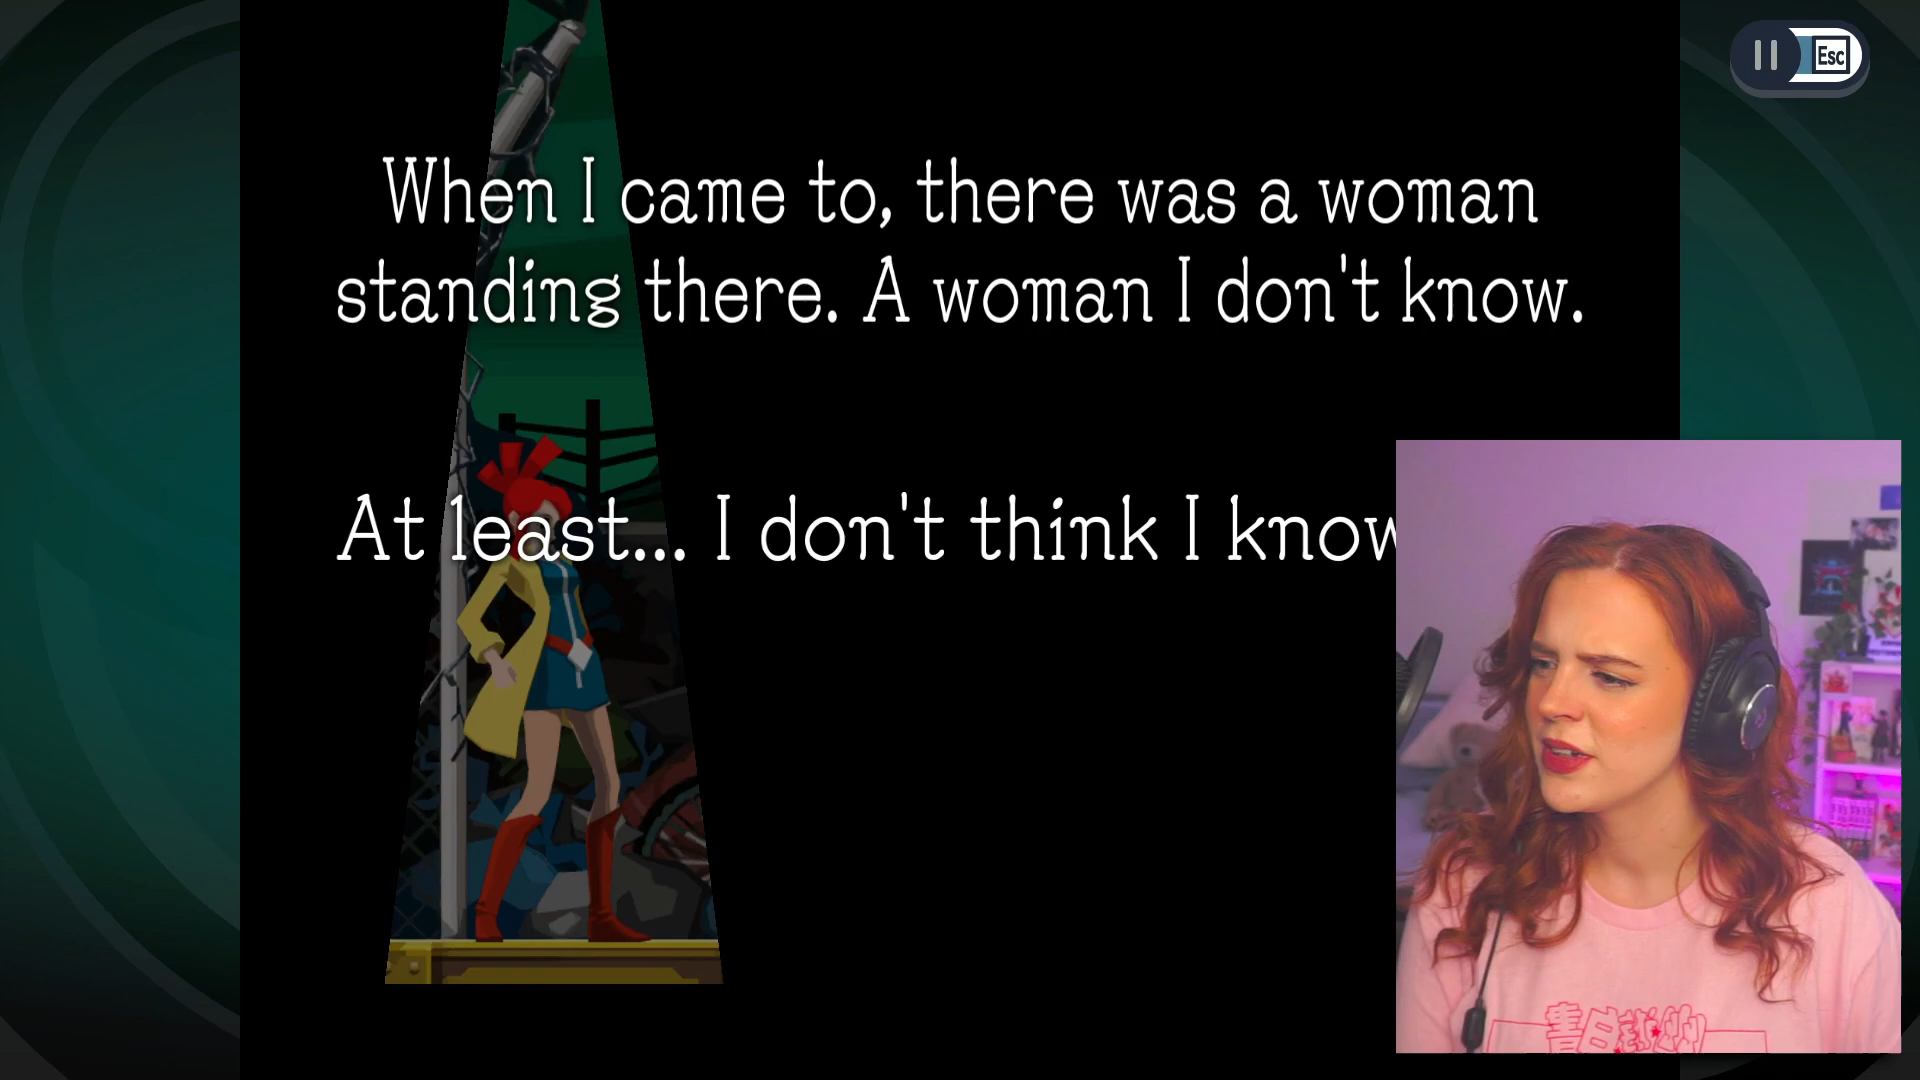 Esc
When I came to, there was a woman
standing there. A woman I don't know.
At least... I don't think I know